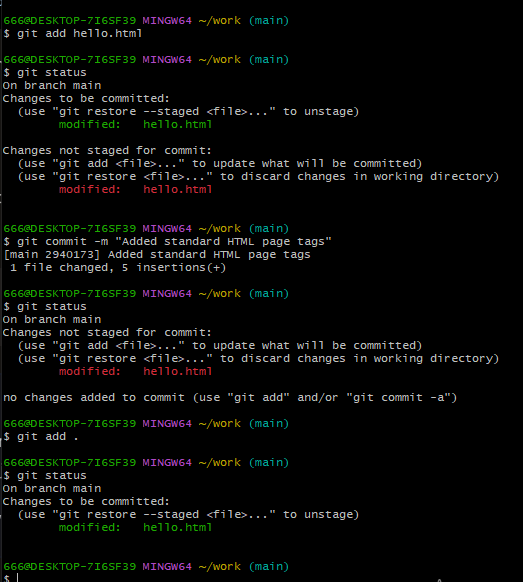 666@DESKTOP-7I6SF39 MINGW64 ~/work (main)
$ git add hello.html

666@DESKTOP-7I6SF39 MINGW64 ~/work (main)
$ git status
On branch main
Changes to be committed:
  (use "git restore --staged <file>..." to unstage)
        modified:   hello.html

Changes not staged for commit:
  (use "git add <file>..." to update what will be committed)
  (use "git restore <file>..." to discard changes in working directory)
        modified:   hello.html

666@DESKTOP-7I6SF39 MINGW64 ~/work (main)
$ git commit -m "Added standard HTML page tags"
[main 2940173] Added standard HTML page tags
 1 file changed, 5 insertions(+)

666@DESKTOP-7I6SF39 MINGW64 ~/work (main)
$ git status
On branch main
Changes not staged for commit:
  (use "git add <file>..." to update what will be committed)
  (use "git restore <file>..." to discard changes in working directory)
        modified:   hello.html

no changes added to commit (use "git add" and/or "git commit -a")

666@DESKTOP-7I6SF39 MINGW64 ~/work (main)
$ git add .

666@DESKTOP-7I6SF39 MINGW64 ~/work (main)
$ git status
On branch main
Changes to be committed:
  (use "git restore --staged <file>..." to unstage)
        modified:   hello.html


666@DESKTOP-7I6SF39 MINGW64 ~/work (main)
$